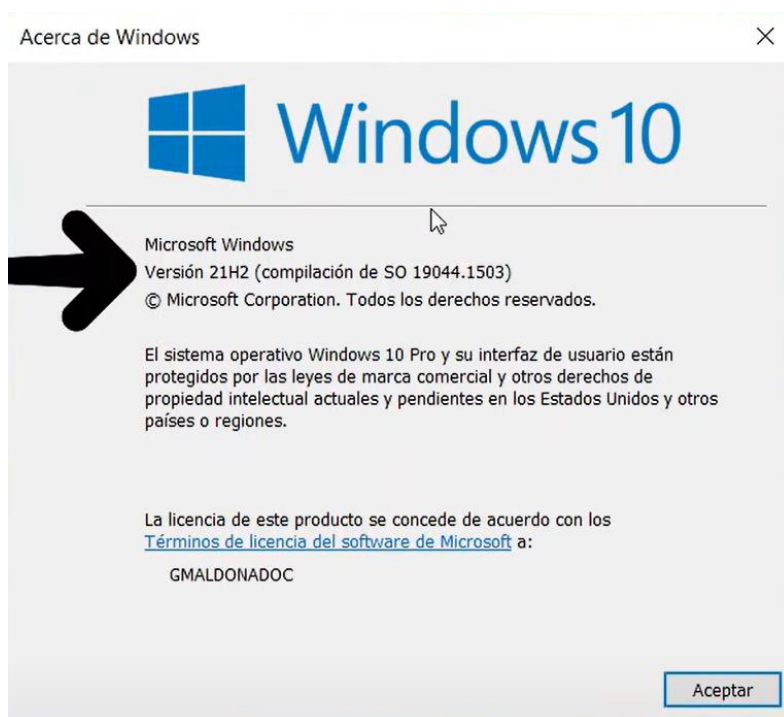 Acerca de Windows
Windows 10
Microsoft Windows
Versión 21H2 (compilación de SO 19044.1503)
© Microsoft Corporation. Todos los derechos reservados.
El sistema operativo Windows 10 Pro y su interfaz de usuario están
protegidos por las leyes de marca comercial y otros derechos de
propiedad intelectual actuales y pendientes en los Estados Unidos y otros
países o regiones.
La licencia de este producto se concede de acuerdo con los
Términos de licencia del software de Microsoft a:
GMALDONADOC
Aceptar